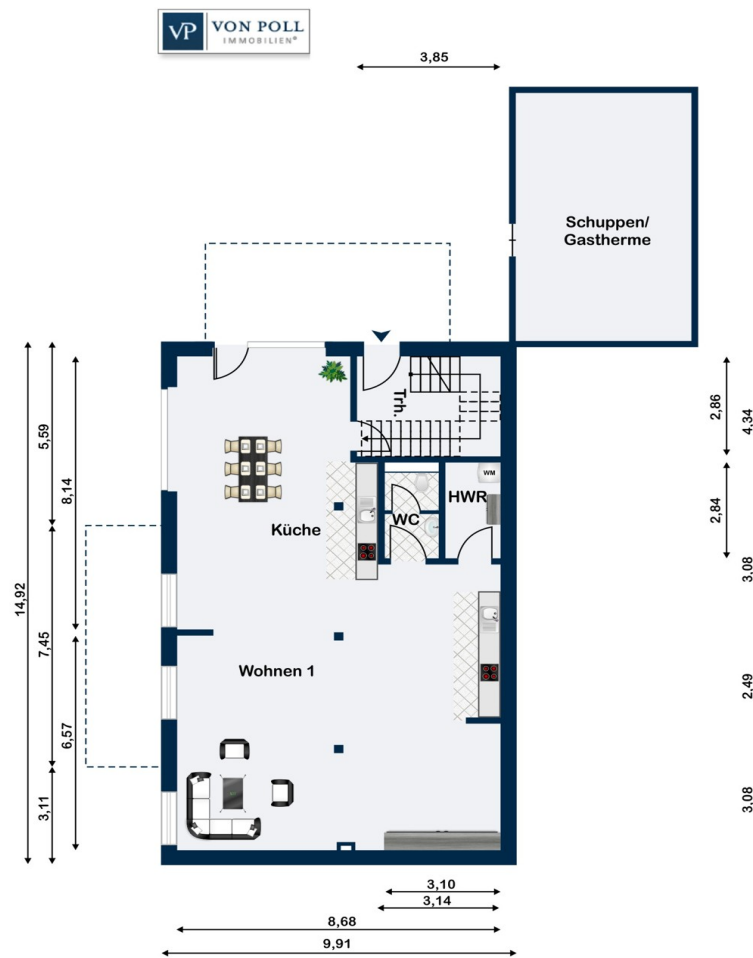 VP VON POLL
IMMOBILIEN®
3,85
Schuppen/
Gastherme
Trh.
2,86
4.34
5,59
8,14
WM
HWR
WC
Küche
2,84
3.08
14,92
7,45
Wohnen 1
2.49
6,57
3,11
3.08
3,10
3,14
8,68
9,91